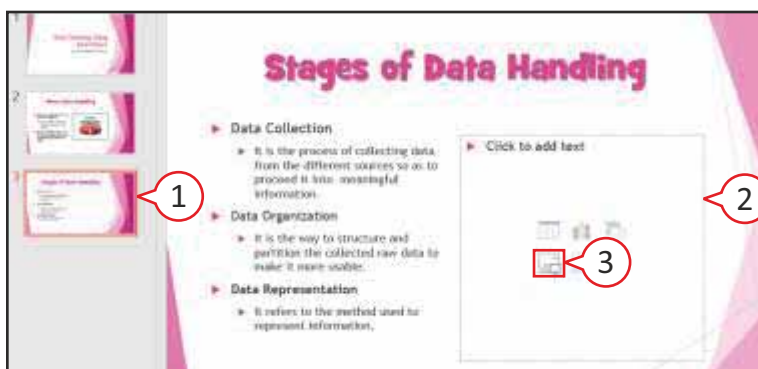 1
2
3
Stages of Data Handling
Data Collection
It is the process of collecting data
from the different sources so as to
proceed it into meaningful
information.
Data Organization
It is the way to structure and
partition the collected raw data to
make it more usable.
Data Representation
It refers to the method used to
represent information.
Click to add text
1
2
3